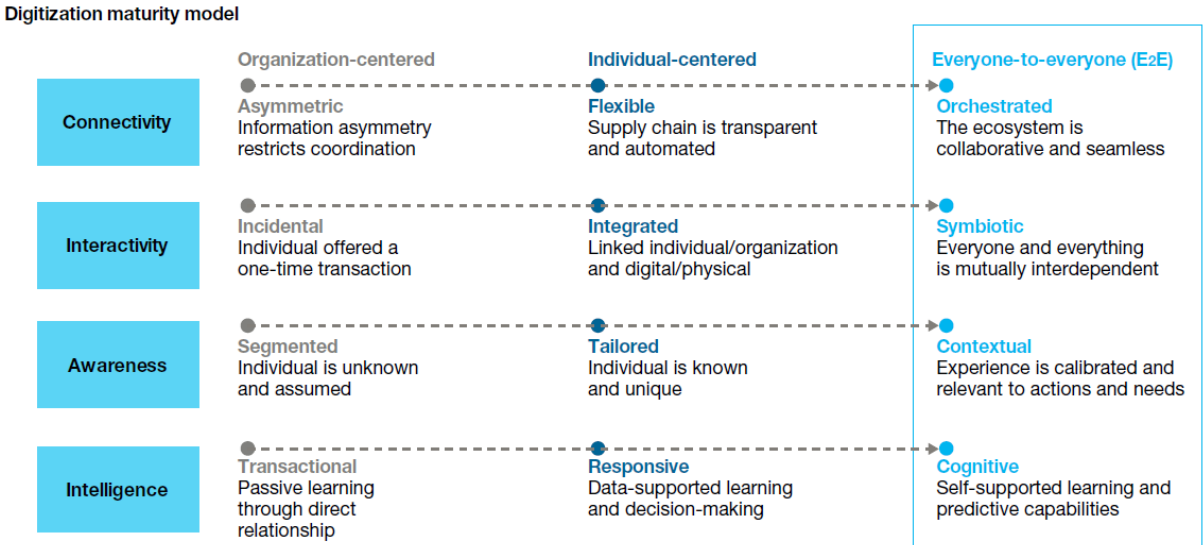 Digitization maturity model
Organization-centered
Individual-centered
Everyone-to-everyone (E2E)
Connectivity
Asymmetric
Information asymmetry
restricts coordination
Flexible
Supply chain is transparent
and automated
Orchestrated
The ecosystem is
collaborative and seamless
Interactivity
Incidental
Individual offered a
one-time transaction
Integrated
Linked individual/organization
and digital/physical
Symbiotic
Everyone and everything
is mutually interdependent
Awareness
Segmented
Individual is unknown
and assumed
Tailored
Individual is known
and unique
Contextual
Experience is calibrated and
relevant to actions and needs
Intelligence
Transactional
Passive learning
through direct
relationship
Responsive
Data-supported learning
and decision-making
Cognitive
Self-supported learning and
predictive capabilities